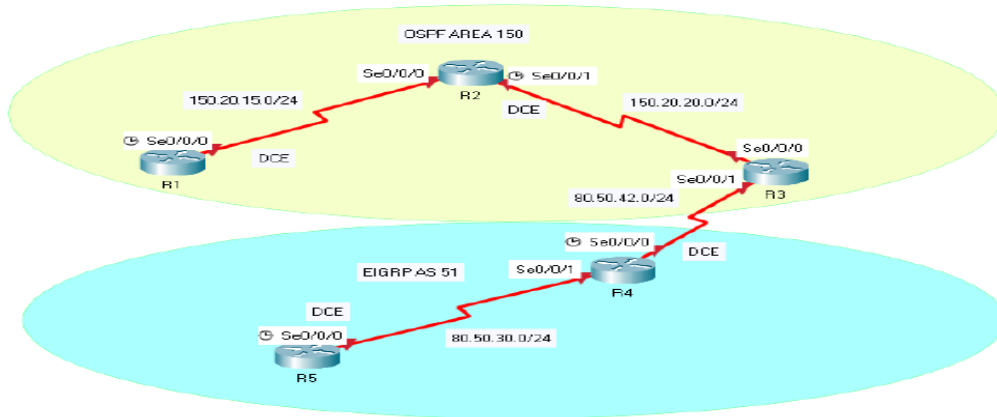 OSPF AREA 150
Se0/0/0
Se0/0/1
R2
DCE
150.20.15.0/24
150.20.20.0/24
Se0/0/0
DCE
R1
Se0/0/0
Se0/0/1
R3
80.50.42.0/24
Se0/0/0
DCE
EIGRP AS 51
Se0/0/1
R4
DCE
Se0/0/0
80.50.30.0/24
R5